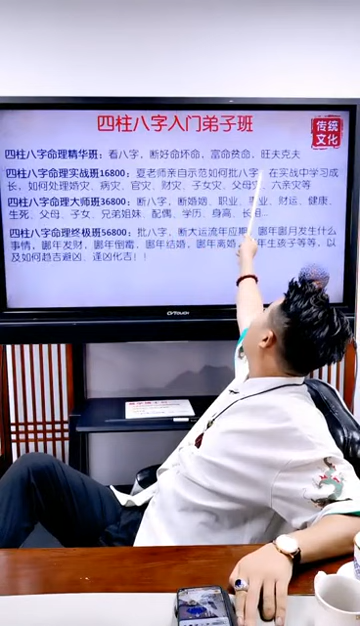 四柱八字入门弟子班
传统
文化
四柱八字命理精华班：看八字，断好命坏命，富命贫命，旺夫克夫
四柱八字命理实战班16800：夏老师亲自示范如何批八字，在实战中学习成
长，如何处理婚灾、病灾、官灾、财灾、子女灾、父母灾、六亲灾等
四柱八字命理大师班36800：断八字，断婚姻、职业、事业、财运、健康、
生死、父母、子女、兄弟姐妹、配偶、学历、身高、长相...
四柱八字命理终极班56800：批八字，断大运流年应期，哪年哪月发生什么
事情，哪年发财，哪年倒霉，哪年结婚，哪年离婚，年生孩子等等，以
及如何趋吉避凶，逢凶化吉！！